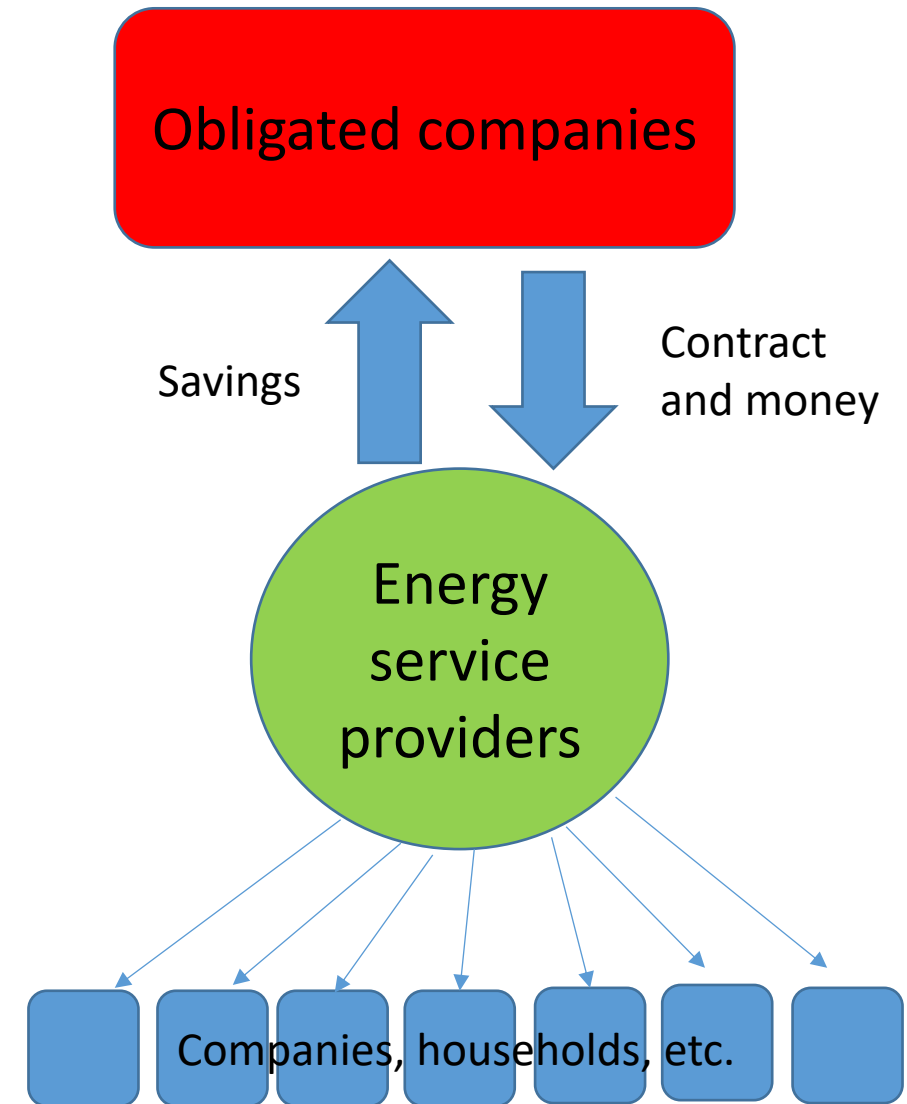 Obligated companies
Savings
Contract
and money
Energy
service
providers
Companies, households, etc.